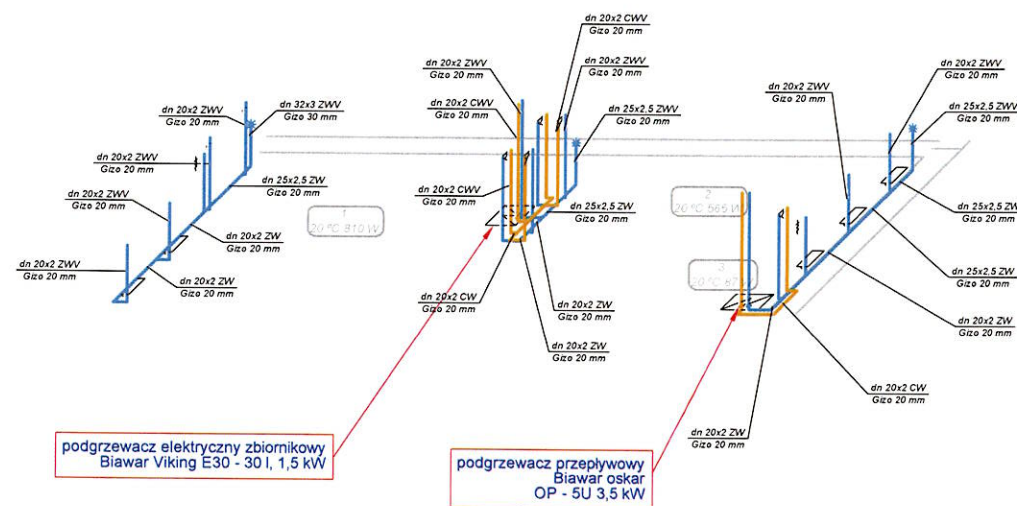 dn 20x2 CWV
Gizo 20 mm
dn 20x2 ZWV
Gizo 20 mm
dn 20x2 ZWV
Gizo 20 mm
dn 20x2 ZWV
Gizo 20 mm
dn 20x2 ZWV
Gizo 20 mm
dn 20x2 ZWV
Gizo 20 mm
dn 32x3 ZWV
Gizo 30 mm
dn 20x2 CWV
Gizo 20 mm
dn 25x2,5 ZWV
Gizo 20 mm
dn 25x2,5 ZWV
Gizo 20 mm
dn 20x2 ZWV
Gizo 20 mm
dn 25x2,5 ZW
Gizo 20 mm
dn 20x2 CWV
Gizo 20 mm
dn 20x2 ZWV
Gizo 20 mm
dn 25x2,5 ZW
Gizo 20 mm
2
20 °C 565 W
dn 25x2,5 ZWV
Gizo 20 mm
1
20 °C 810 W
dn 20x2 ZW
Gizo 20 mm
dn 20x2 ZWV
Gizo 20 mm
3
20 °C
dn 25x2,5 ZW
Gizo 20 mm
dn 20x2 ZW
Gizo 20 mm
dn 20x2 CW
Gizo 20 mm
dn 20x2 ZW
Gizo 20 mm
dn 20x2 ZW
Gizo 20 mm
dn 20x2 ZW
Gizo 20 mm
dn 20x2 CW
Gizo 20 mm
dn 20x2 ZW
Gizo 20 mm
podgrzewacz elektryczny zbiornikowy
Biawar Viking E30 - 30 l, 1,5 kW
podgrzewacz przepływowy
Biawar oskar
OP - 5U 3,5 kW